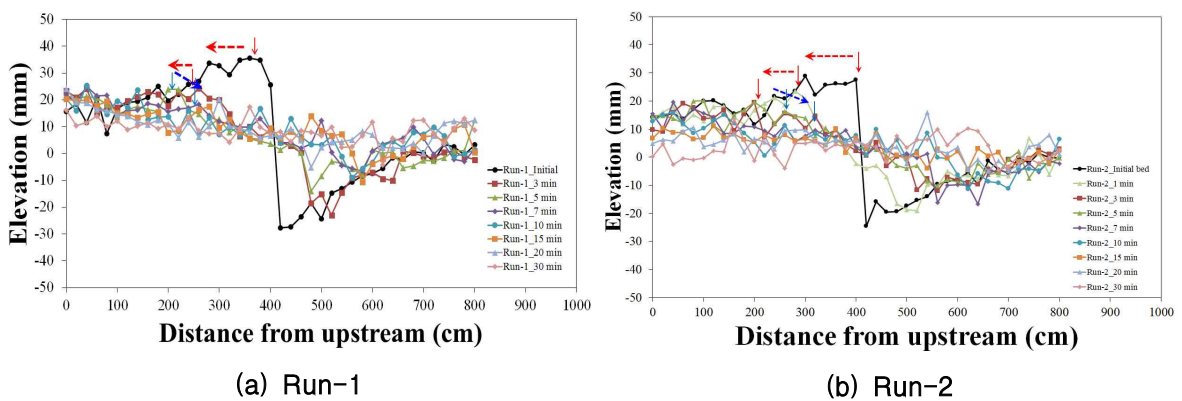 50
40
30
20
10
0
-10
-20
-30
-40
-50
Elevation (mm)
0 100 200 300 400 500 600 700 800 900 1000
Distance from upstream (cm)
Run-1_Initial
Run-1_3 min
Run-1_5 min
Run-1_7 min
Run-1_10 min
Run-1_15 min
Run-1_20 min
Run-1_30 min
(a) Run-1
50
40
30
20
10
0
-10
-20
-30
-40
-50
Elevation (mm)
0 100 200 300 400 500 600 700 800 900 1000
Distance from upstream (cm)
Run-2_Initial bed
Run-2_1 min
Run-2_3 min
Run-2_5 min
Run-2_7 min
Run-2_10 min
Run-2_15 min
Run-2_20 min
Run-2_30 min
(b) Run-2